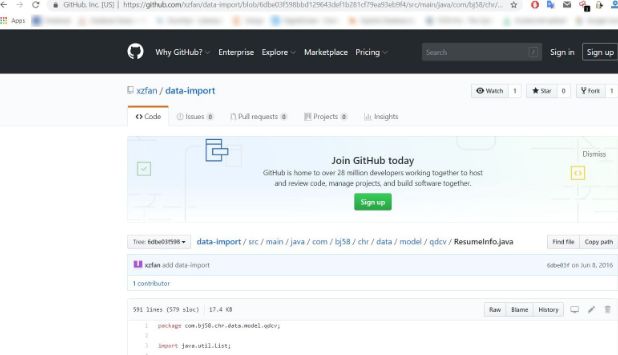 GitHub, Inc. [US] | https://github.com/xzfan/data-import/blob/6dbe03f598bbd129643def1b281cf79ea93eb9f4/src/main/java/com/bj58/chr/...
Apps
Why GitHub? Enterprise Explore Marketplace Pricing Search / Sign in Sign up
xzfan / data-import Watch 1 Star 0 Fork 1
Code Issues 0 Pull requests 0 Projects 0 Insights
Join GitHub today Dismiss
GitHub is home to over 28 million developers working together to host
and review code, manage projects, and build software together.
Sign up
Tree: 6dbe03f598 data-import / src / main / java / com / bj58 / chr / data / model / qdcv / ResumeInfo.java Find file Copy path
xzfan add data-import 6dbe03f on Jun 8, 2016
1 contributor
591 lines (579 sloc) 17.4 KB Raw Blame History
1 package com.bj58.chr.data.model.qdcv;
2
3 import java.util.List;